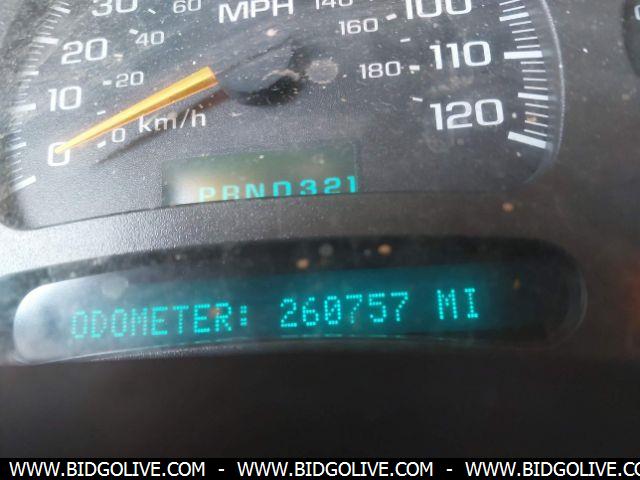 30 60 MPH 140 100
20 40 160
10 20 180 110
0 0 km/h 120
PRND321
ODOMETER: 260757 MI
WWW.BIDGOLIVE.COM - WWW.BIDGOLIVE.COM - WWW.BIDGOLIVE.COM